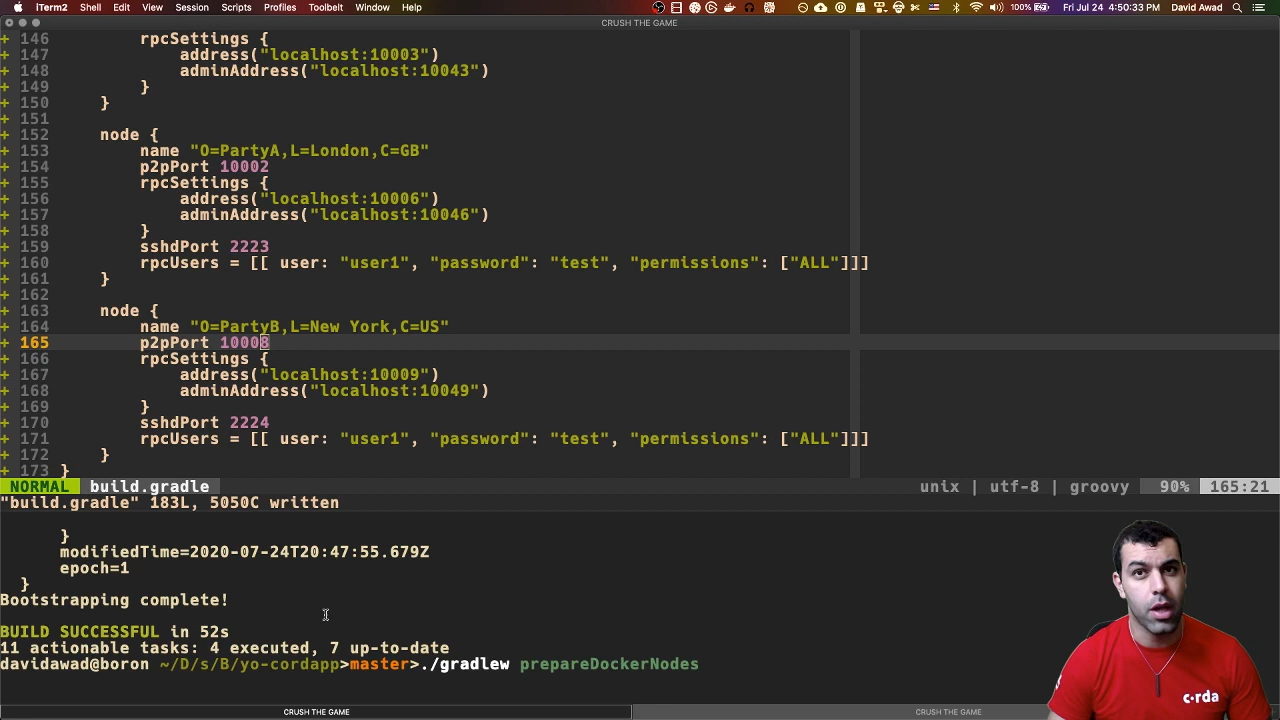 iTerm2 Shell Edit View Session Scripts Profiles Toolbelt Window Help 100% Fri Jul 24 4:50:33 PM David Awad
CRUSH THE GAME
+ 146 rpcSettings {
+ 147 address("localhost:10003")
+ 148 adminAddress("localhost:10043")
+ 149 }
+ 150 }
+ 151
+ 152 node {
+ 153 name "O=PartyA,L=London,C=GB"
+ 154 p2pPort 10002
+ 155 rpcSettings {
+ 156 address("localhost:10006")
+ 157 adminAddress("localhost:10046")
+ 158 }
+ 159 sshdPort 2223
+ 160 rpcUsers = [[ user: "user1", "password": "test", "permissions": ["ALL"]]]
+ 161 }
+ 162
+ 163 node {
+ 164 name "O=PartyB,L=New York,C=US"
+ 165 p2pPort 10008
+ 166 rpcSettings {
+ 167 address("localhost:10009")
+ 168 adminAddress("localhost:10049")
+ 169 }
+ 170 sshdPort 2224
+ 171 rpcUsers = [[ user: "user1", "password": "test", "permissions": ["ALL"]]]
+ 172 }
+ 173 }
NORMAL build.gradle unix | utf-8 | groovy 90% 165:21
"build.gradle" 183L, 5050C written
}
modifiedTime=2020-07-24T20:47:55.679Z
epoch=1
}
Bootstrapping complete!
BUILD SUCCESSFUL in 52s
11 actionable tasks: 4 executed, 7 up-to-date
davidawad@boron ~/D/s/B/yo-cordapp>master>./gradlew prepareDockerNodes
c·rda
CRUSH THE GAME CRUSH THE GAME